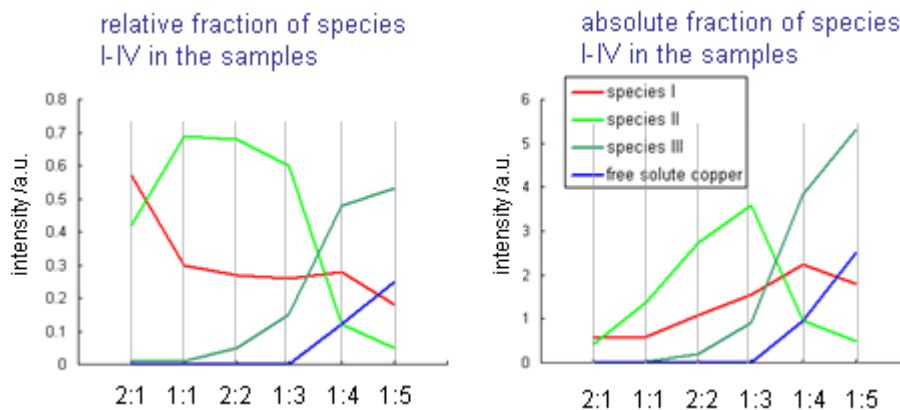 relative fraction of species
I-IV in the samples
intensity /a.u.
0.8
0.7
0.6
0.5
0.4
0.3
0.2
0.1
0
2:1 1:1 2:2 1:3 1:4 1:5
absolute fraction of species
I-IV in the samples
intensity /a.u.
6
5
4
3
2
1
0
species I
species II
species III
free solute copper
2:1 1:1 2:2 1:3 1:4 1:5